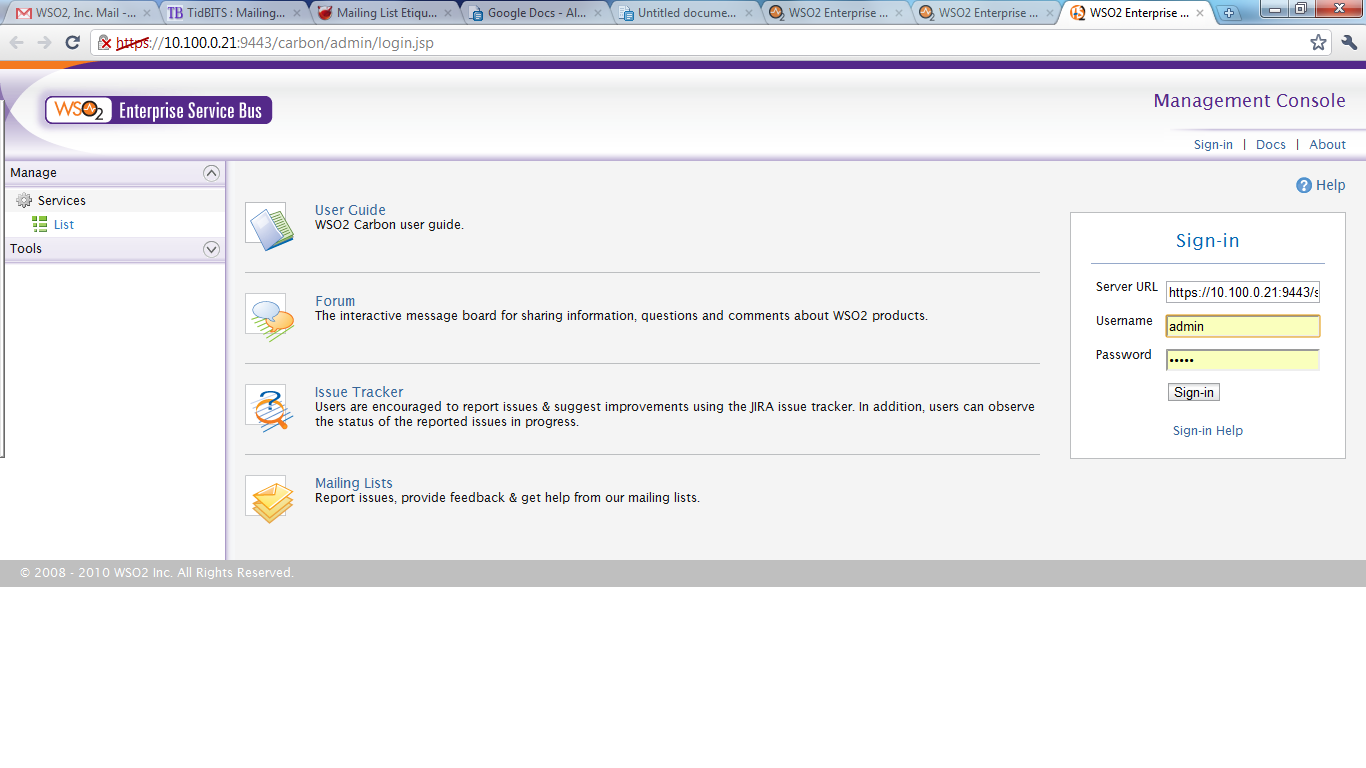 WSO2, Inc. Mail -...
TidBITS : Mailing...
Mailing List Etiqu...
Google Docs - Al...
Untitled docume...
WSO2 Enterprise ...
WSO2 Enterprise ...
WSO2 Enterprise ...
https://10.100.0.21:9443/carbon/admin/login.jsp
WSO2 Enterprise Service Bus
Management Console
Sign-in | Docs | About
Manage
Services
List
Tools
Help
User Guide
WSO2 Carbon user guide.
Forum
The interactive message board for sharing information, questions and comments about WSO2 products.
Issue Tracker
Users are encouraged to report issues & suggest improvements using the JIRA issue tracker. In addition, users can observe
the status of the reported issues in progress.
Mailing Lists
Report issues, provide feedback & get help from our mailing lists.
Sign-in
Server URL https://10.100.0.21:9443/s
Username admin
Password •••••
Sign-in
Sign-in Help
© 2008 - 2010 WSO2 Inc. All Rights Reserved.